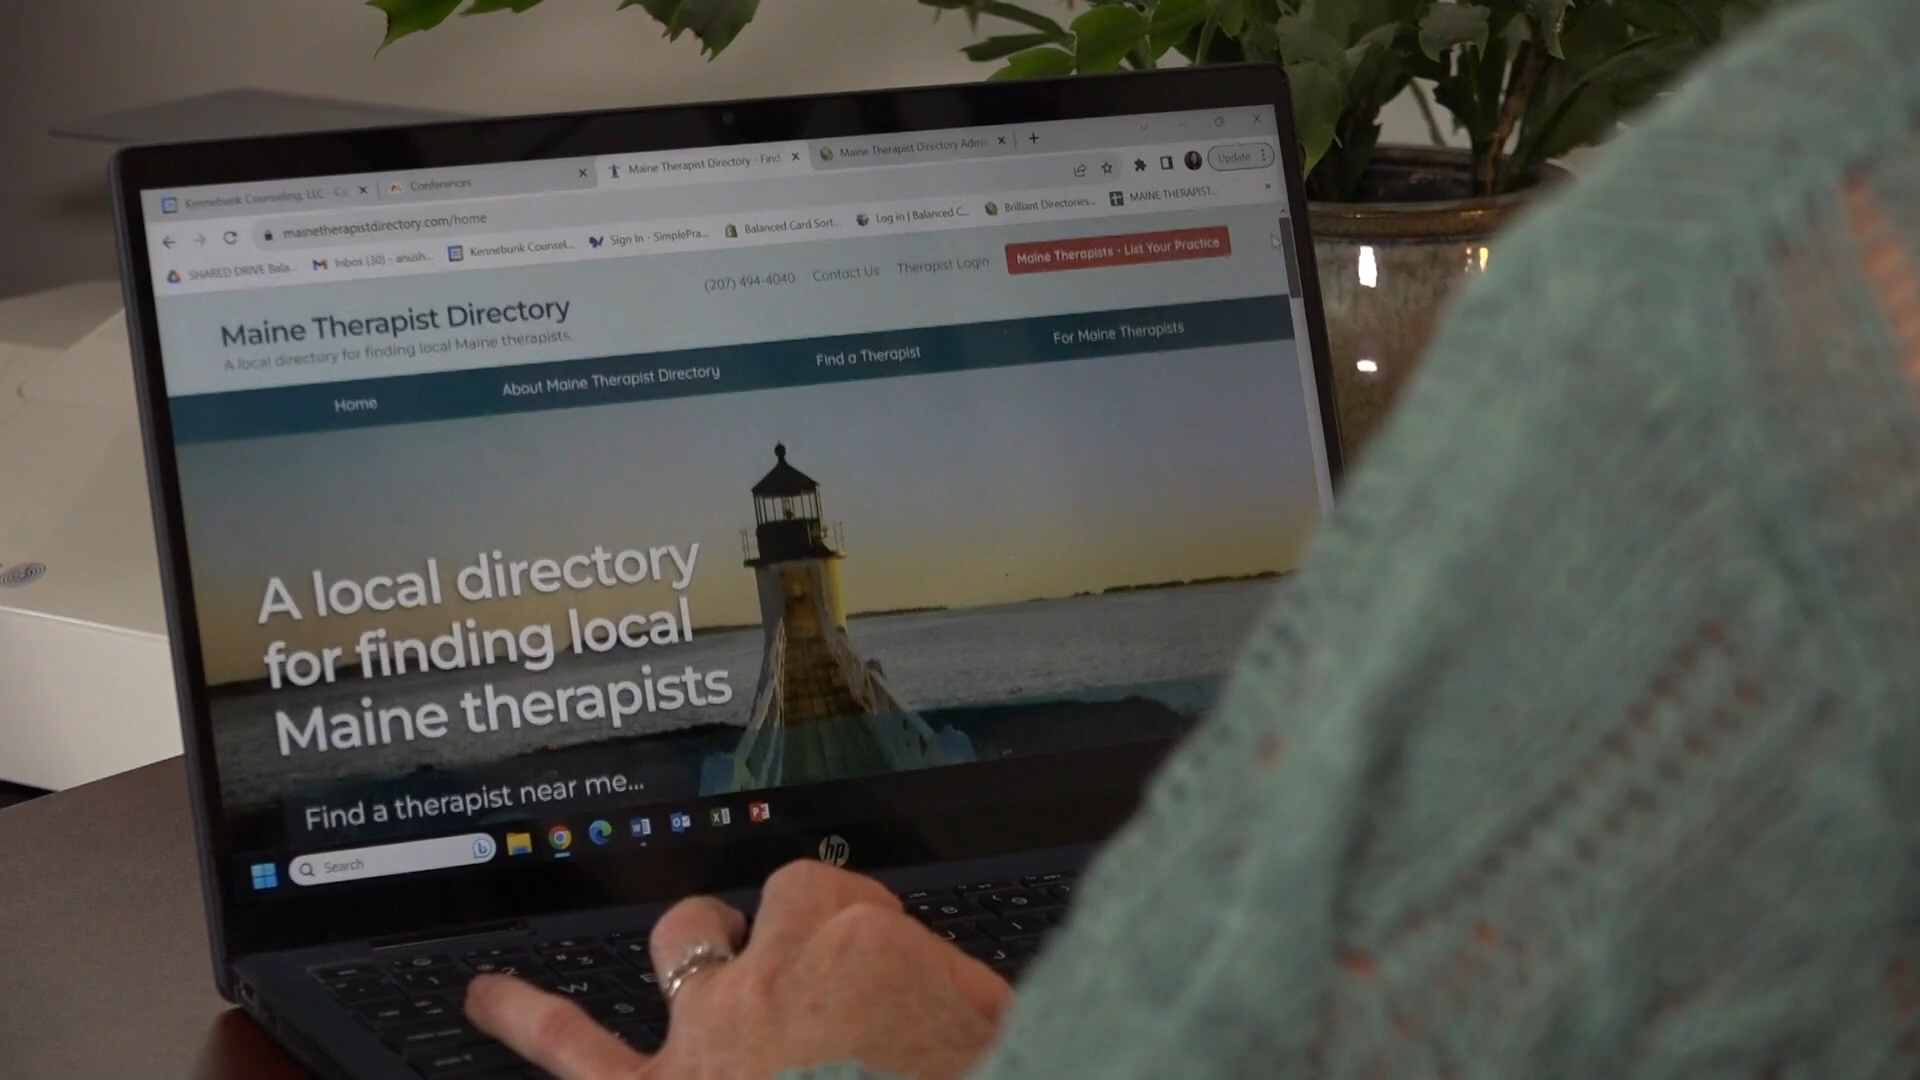 Kennebunk Counseling, LLC - Ca
Conferences
Maine Therapist Directory - Find
Maine Therapist Directory Admi
Update
mainetherapistdirectory.com/home
SHARED DRIVE Bala...
Inbox (30) - anush...
Kennebunk Counsel...
Sign In - SimplePra...
Balanced Card Sort...
Log in | Balanced C...
Brilliant Directories...
MAINE THERAPIST...
(207) 494-4040
Contact Us
Therapist Login
Maine Therapists - List Your Practice
Maine Therapist Directory
A local directory for finding local Maine therapists.
Home
About Maine Therapist Directory
Find a Therapist
For Maine Therapists
A local directory
for finding local
Maine therapists
Find a therapist near me...
Search
hp